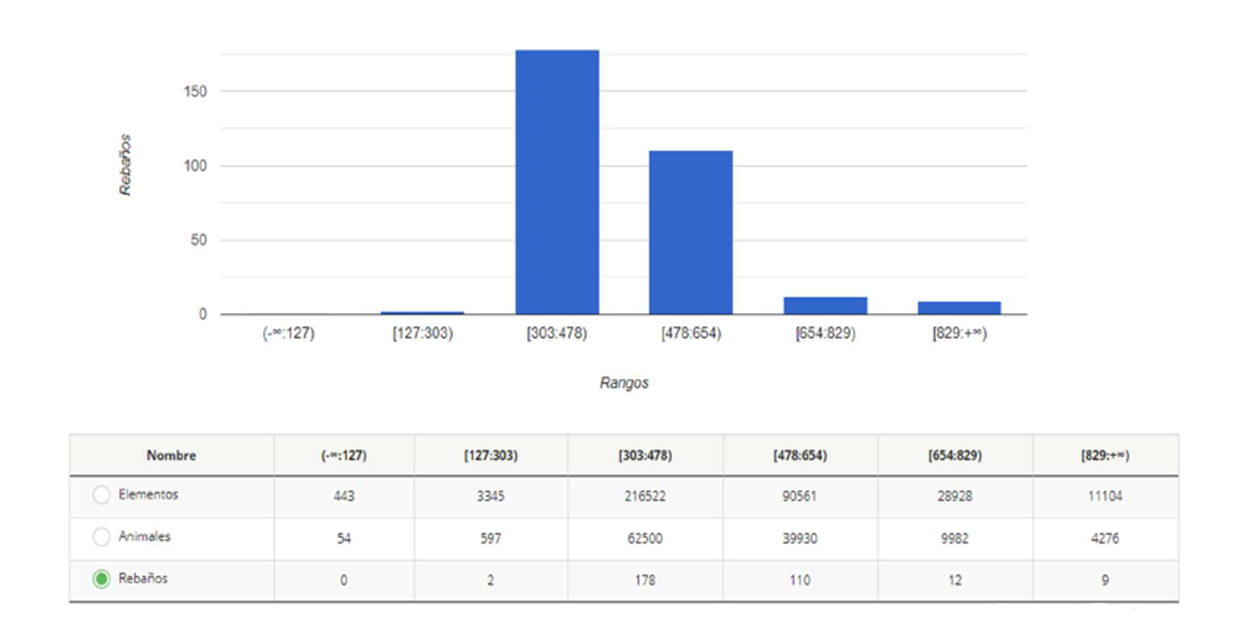 150
100
50
0
Rebaños
(-∞:127) [127:303) [303:478) [478:654) [654:829) [829:+∞)
Rangos
Nombre (-∞;127) [127:303) [303:478) [478:654) [654:829) [829:+∞)
Elementos 443 3345 216522 90561 28928 11104
Animales 54 597 62500 39930 9982 4276
Rebaños 0 2 178 110 12 9